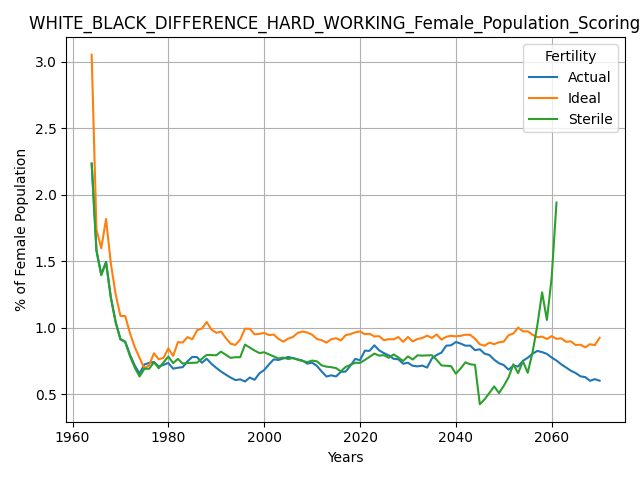 WHITE_BLACK_DIFFERENCE_HARD_WORKING_Female_Population_Scoring
Fertility
Actual
Ideal
Sterile
% of Female Population
3.0
2.5
2.0
1.5
1.0
0.5
1960
1980
2000
2020
2040
2060
Years